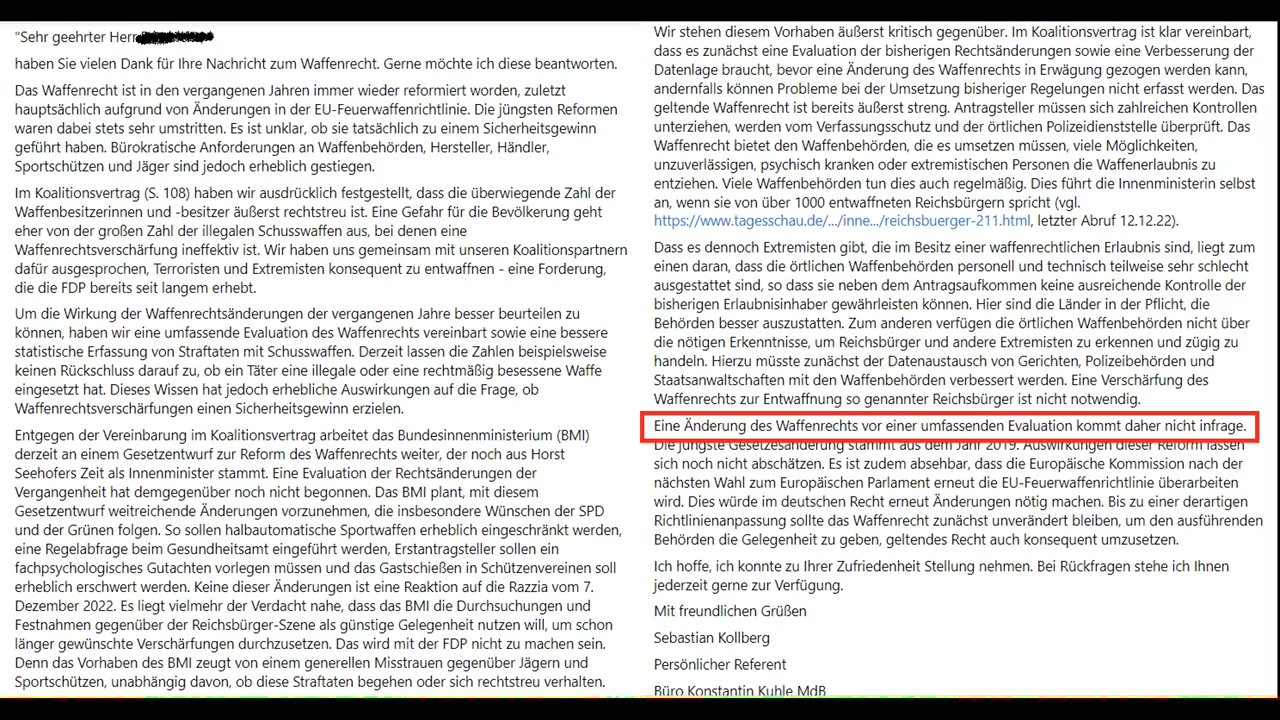 "Sehr geehrter Herr
haben Sie vielen Dank für Ihre Nachricht zum Waffenrecht. Gerne möchte ich diese beantworten.
Das Waffenrecht ist in den vergangenen Jahren immer wieder reformiert worden, zuletzt
hauptsächlich aufgrund von Änderungen in der EU-Feuerwaffenrichtlinie. Die jüngsten Reformen
waren dabei stets sehr umstritten. Es ist unklar, ob sie tatsächlich zu einem Sicherheitsgewinn
geführt haben. Bürokratische Anforderungen an Waffenbehörden, Hersteller, Händler,
Sportschützen und Jäger sind jedoch erheblich gestiegen.
Im Koalitionsvertrag (S. 108) haben wir ausdrücklich festgestellt, dass die überwiegende Zahl der
Waffenbesitzerinnen und -besitzer äußerst rechtstreu ist. Eine Gefahr für die Bevölkerung geht
eher von der großen Zahl der illegalen Schusswaffen aus, bei denen eine
Waffenrechtsverschärfung ineffektiv ist. Wir haben uns gemeinsam mit unseren Koalitionspartnern
dafür ausgesprochen, Terroristen und Extremisten konsequent zu entwaffnen - eine Forderung,
die die FDP bereits seit langem erhebt.
Um die Wirkung der Waffenrechtsänderungen der vergangenen Jahre besser beurteilen zu
können, haben wir eine umfassende Evaluation des Waffenrechts vereinbart sowie eine bessere
statistische Erfassung von Straftaten mit Schusswaffen. Derzeit lassen die Zahlen beispielsweise
keinen Rückschluss darauf zu, ob ein Täter eine illegale oder eine rechtmäßig besessene Waffe
eingesetzt hat. Dieses Wissen hat jedoch erhebliche Auswirkungen auf die Frage, ob
Waffenrechtsverschärfungen einen Sicherheitsgewinn erzielen.
Entgegen der Vereinbarung im Koalitionsvertrag arbeitet das Bundesinnenministerium (BMI)
derzeit an einem Gesetzentwurf zur Reform des Waffenrechts weiter, der noch aus Horst
Seehofers Zeit als Innenminister stammt. Eine Evaluation der Rechtsänderungen der
Vergangenheit hat demgegenüber noch nicht begonnen. Das BMI plant, mit diesem
Gesetzentwurf weitreichende Änderungen vorzunehmen, die insbesondere Wünschen der SPD
und der Grünen folgen. So sollen halbautomatische Sportwaffen erheblich eingeschränkt werden,
eine Regelabfrage beim Gesundheitsamt eingeführt werden, Erstantragsteller sollen ein
fachpsychologisches Gutachten vorlegen müssen und das Gastschießen in Schützenvereinen soll
erheblich erschwert werden. Keine dieser Änderungen ist eine Reaktion auf die Razzia vom 7.
Dezember 2022. Es liegt vielmehr der Verdacht nahe, dass das BMI die Durchsuchungen und
Festnahmen gegenüber der Reichsbürger-Szene als günstige Gelegenheit nutzen will, um schon
länger gewünschte Verschärfungen durchzusetzen. Das wird mit der FDP nicht zu machen sein.
Denn das Vorhaben des BMI zeugt von einem generellen Misstrauen gegenüber Jägern und
Sportschützen, unabhängig davon, ob diese Straftaten begehen oder sich rechtstreu verhalten.
Wir stehen diesem Vorhaben äußerst kritisch gegenüber. Im Koalitionsvertrag ist klar vereinbart,
dass es zunächst eine Evaluation der bisherigen Rechtsänderungen sowie eine Verbesserung der
Datenlage braucht, bevor eine Änderung des Waffenrechts in Erwägung gezogen werden kann,
andernfalls können Probleme bei der Umsetzung bisheriger Regelungen nicht erfasst werden. Das
geltende Waffenrecht ist bereits äußerst streng. Antragsteller müssen sich zahlreichen Kontrollen
unterziehen, werden vom Verfassungsschutz und der örtlichen Polizeidienststelle überprüft. Das
Waffenrecht bietet den Waffenbehörden, die es umsetzen müssen, viele Möglichkeiten,
unzuverlässigen, psychisch kranken oder extremistischen Personen die Waffenerlaubnis zu
entziehen. Viele Waffenbehörden tun dies auch regelmäßig. Dies führt die Innenministerin selbst
an, wenn sie von über 1000 entwaffneten Reichsbürgern spricht (vgl.
https://www.tagesschau.de/.../inne.../reichsbuerger-211.html, letzter Abruf 12.12.22).
Dass es dennoch Extremisten gibt, die im Besitz einer waffenrechtlichen Erlaubnis sind, liegt zum
einen daran, dass die örtlichen Waffenbehörden personell und technisch teilweise sehr schlecht
ausgestattet sind, so dass sie neben dem Antragsaufkommen keine ausreichende Kontrolle der
bisherigen Erlaubnisinhaber gewährleisten können. Hier sind die Länder in der Pflicht, die
Behörden besser auszustatten. Zum anderen verfügen die örtlichen Waffenbehörden nicht über
die nötigen Erkenntnisse, um Reichsbürger und andere Extremisten zu erkennen und zügig zu
handeln. Hierzu müsste zunächst der Datenaustausch von Gerichten, Polizeibehörden und
Staatsanwaltschaften mit den Waffenbehörden verbessert werden. Eine Verschärfung des
Waffenrechts zur Entwaffnung so genannter Reichsbürger ist nicht notwendig.
Eine Änderung des Waffenrechts vor einer umfassenden Evaluation kommt daher nicht infrage.
Die jüngste Gesetzesänderung stammt aus dem Jahr 2019. Auswirkungen dieser Reform lassen
sich noch nicht abschätzen. Es ist zudem absehbar, dass die Europäische Kommission nach der
nächsten Wahl zum Europäischen Parlament erneut die EU-Feuerwaffenrichtlinie überarbeiten
wird. Dies würde im deutschen Recht erneut Änderungen nötig machen. Bis zu einer derartigen
Richtlinienanpassung sollte das Waffenrecht zunächst unverändert bleiben, um den ausführenden
Behörden die Gelegenheit zu geben, geltendes Recht auch konsequent umzusetzen.
Ich hoffe, ich konnte zu Ihrer Zufriedenheit Stellung nehmen. Bei Rückfragen stehe ich Ihnen
jederzeit gerne zur Verfügung.
Mit freundlichen Grüßen
Sebastian Kollberg
Persönlicher Referent
Büro Konstantin Kuhle MdB